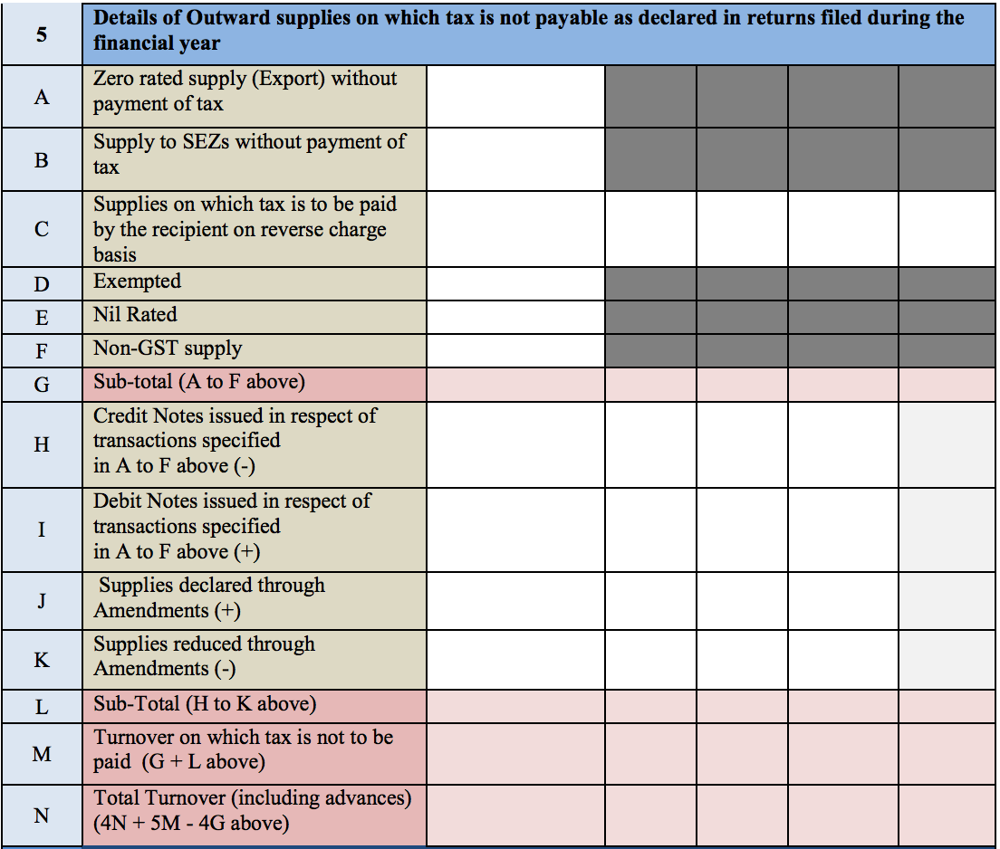 5
Details of Outward supplies on which tax is not payable as declared in returns filed during the
financial year
A
Zero rated supply (Export) without
payment of tax
B
Supply to SEZs without payment of
tax
C
Supplies on which tax is to be paid
by the recipient on reverse charge
basis
D
Exempted
E
Nil Rated
F
Non-GST supply
G
Sub-total (A to F above)
H
Credit Notes issued in respect of
transactions specified
in A to F above (-)
I
Debit Notes issued in respect of
transactions specified
in A to F above (+)
J
Supplies declared through
Amendments (+)
K
Supplies reduced through
Amendments (-)
L
Sub-Total (H to K above)
M
Turnover on which tax is not to be
paid (G + L above)
N
Total Turnover (including advances)
(4N + 5M - 4G above)